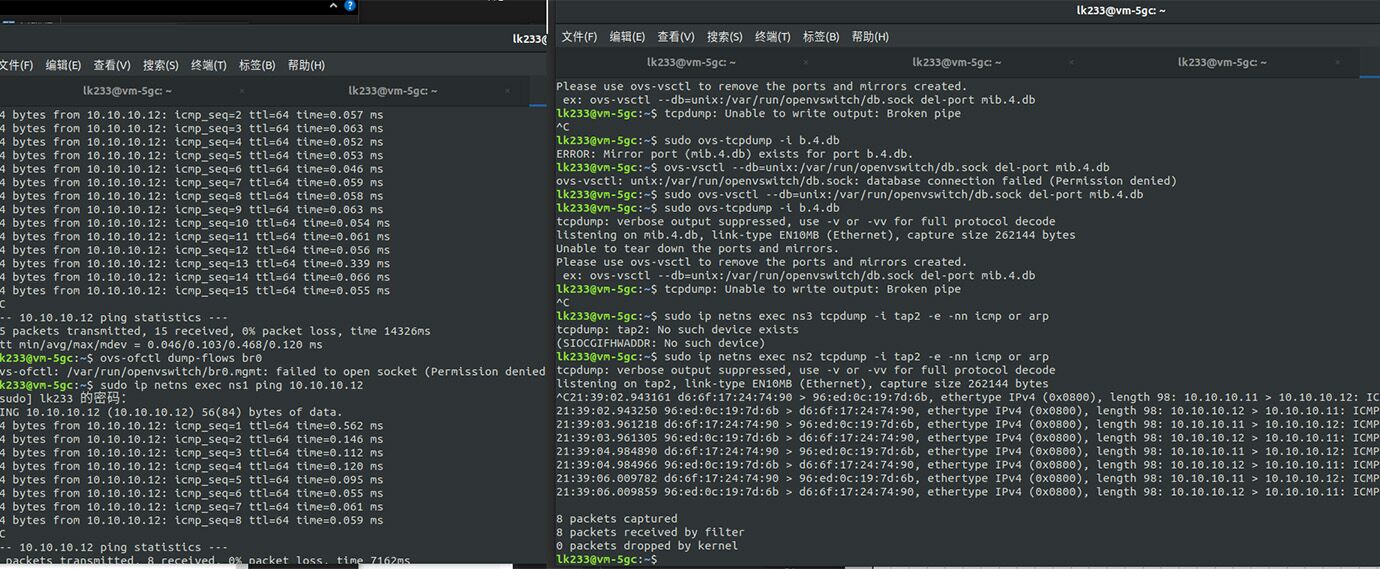 lk233@
文件(F) 编辑(E) 查看(V) 搜索(S) 终端(T) 标签(B) 帮助(H)
lk233@vm-5gc: ~ × lk233@vm-5gc: ~ ×
4 bytes from 10.10.10.12: icmp_seq=2 ttl=64 time=0.057 ms
4 bytes from 10.10.10.12: icmp_seq=3 ttl=64 time=0.063 ms
4 bytes from 10.10.10.12: icmp_seq=4 ttl=64 time=0.052 ms
4 bytes from 10.10.10.12: icmp_seq=5 ttl=64 time=0.053 ms
4 bytes from 10.10.10.12: icmp_seq=6 ttl=64 time=0.046 ms
4 bytes from 10.10.10.12: icmp_seq=7 ttl=64 time=0.059 ms
4 bytes from 10.10.10.12: icmp_seq=8 ttl=64 time=0.058 ms
4 bytes from 10.10.10.12: icmp_seq=9 ttl=64 time=0.063 ms
4 bytes from 10.10.10.12: icmp_seq=10 ttl=64 time=0.054 ms
4 bytes from 10.10.10.12: icmp_seq=11 ttl=64 time=0.061 ms
4 bytes from 10.10.10.12: icmp_seq=12 ttl=64 time=0.056 ms
4 bytes from 10.10.10.12: icmp_seq=13 ttl=64 time=0.339 ms
4 bytes from 10.10.10.12: icmp_seq=14 ttl=64 time=0.066 ms
4 bytes from 10.10.10.12: icmp_seq=15 ttl=64 time=0.055 ms
C
-- 10.10.10.12 ping statistics ---
5 packets transmitted, 15 received, 0% packet loss, time 14326ms
tt min/avg/max/mdev = 0.046/0.103/0.468/0.120 ms
k233@vm-5gc:~$ ovs-ofctl dump-flows br0
vs-ofctl: /var/run/openvswitch/br0.mgmt: failed to open socket (Permission denied
k233@vm-5gc:~$ sudo ip netns exec ns1 ping 10.10.10.12
sudo] lk233 的密码：
ING 10.10.10.12 (10.10.10.12) 56(84) bytes of data.
4 bytes from 10.10.10.12: icmp_seq=1 ttl=64 time=0.562 ms
4 bytes from 10.10.10.12: icmp_seq=2 ttl=64 time=0.146 ms
4 bytes from 10.10.10.12: icmp_seq=3 ttl=64 time=0.112 ms
4 bytes from 10.10.10.12: icmp_seq=4 ttl=64 time=0.120 ms
4 bytes from 10.10.10.12: icmp_seq=5 ttl=64 time=0.095 ms
4 bytes from 10.10.10.12: icmp_seq=6 ttl=64 time=0.055 ms
4 bytes from 10.10.10.12: icmp_seq=7 ttl=64 time=0.061 ms
4 bytes from 10.10.10.12: icmp_seq=8 ttl=64 time=0.059 ms
C
-- 10.10.10.12 ping statistics ---
packets transmitted, 8 received, 0% packet loss, time 7162ms
lk233@vm-5gc: ~
文件(F) 编辑(E) 查看(V) 搜索(S) 终端(T) 标签(B) 帮助(H)
lk233@vm-5gc: ~ × lk233@vm-5gc: ~ × lk233@vm-5gc: ~ ×
Please use ovs-vsctl to remove the ports and mirrors created.
ex: ovs-vsctl --db=unix:/var/run/openvswitch/db.sock del-port mib.4.db
lk233@vm-5gc:~$ tcpdump: Unable to write output: Broken pipe
^C
lk233@vm-5gc:~$ sudo ovs-tcpdump -i b.4.db
ERROR: Mirror port (mib.4.db) exists for port b.4.db.
lk233@vm-5gc:~$ ovs-vsctl --db=unix:/var/run/openvswitch/db.sock del-port mib.4.db
ovs-vsctl: unix:/var/run/openvswitch/db.sock: database connection failed (Permission denied)
lk233@vm-5gc:~$ sudo ovs-vsctl --db=unix:/var/run/openvswitch/db.sock del-port mib.4.db
lk233@vm-5gc:~$ sudo ovs-tcpdump -i b.4.db
tcpdump: verbose output suppressed, use -v or -vv for full protocol decode
listening on mib.4.db, link-type EN10MB (Ethernet), capture size 262144 bytes
Unable to tear down the ports and mirrors.
Please use ovs-vsctl to remove the ports and mirrors created.
ex: ovs-vsctl --db=unix:/var/run/openvswitch/db.sock del-port mib.4.db
lk233@vm-5gc:~$ tcpdump: Unable to write output: Broken pipe
^C
lk233@vm-5gc:~$ sudo ip netns exec ns3 tcpdump -i tap2 -e -nn icmp or arp
tcpdump: tap2: No such device exists
(SIOCGIFHWADDR: No such device)
lk233@vm-5gc:~$ sudo ip netns exec ns2 tcpdump -i tap2 -e -nn icmp or arp
tcpdump: verbose output suppressed, use -v or -vv for full protocol decode
listening on tap2, link-type EN10MB (Ethernet), capture size 262144 bytes
^C21:39:02.943161 d6:6f:17:24:74:90 > 96:ed:0c:19:7d:6b, ethertype IPv4 (0x0800), length 98: 10.10.10.11 > 10.10.10.12: IC
21:39:02.943250 96:ed:0c:19:7d:6b > d6:6f:17:24:74:90, ethertype IPv4 (0x0800), length 98: 10.10.10.12 > 10.10.10.11: ICMP
21:39:03.961218 d6:6f:17:24:74:90 > 96:ed:0c:19:7d:6b, ethertype IPv4 (0x0800), length 98: 10.10.10.11 > 10.10.10.12: ICMP
21:39:03.961305 96:ed:0c:19:7d:6b > d6:6f:17:24:74:90, ethertype IPv4 (0x0800), length 98: 10.10.10.12 > 10.10.10.11: ICMP
21:39:04.984890 d6:6f:17:24:74:90 > 96:ed:0c:19:7d:6b, ethertype IPv4 (0x0800), length 98: 10.10.10.11 > 10.10.10.12: ICMP
21:39:04.984966 96:ed:0c:19:7d:6b > d6:6f:17:24:74:90, ethertype IPv4 (0x0800), length 98: 10.10.10.12 > 10.10.10.11: ICMP
21:39:06.009782 d6:6f:17:24:74:90 > 96:ed:0c:19:7d:6b, ethertype IPv4 (0x0800), length 98: 10.10.10.11 > 10.10.10.12: ICMP
21:39:06.009859 96:ed:0c:19:7d:6b > d6:6f:17:24:74:90, ethertype IPv4 (0x0800), length 98: 10.10.10.12 > 10.10.10.11: ICMP
8 packets captured
8 packets received by filter
0 packets dropped by kernel
lk233@vm-5gc:~$